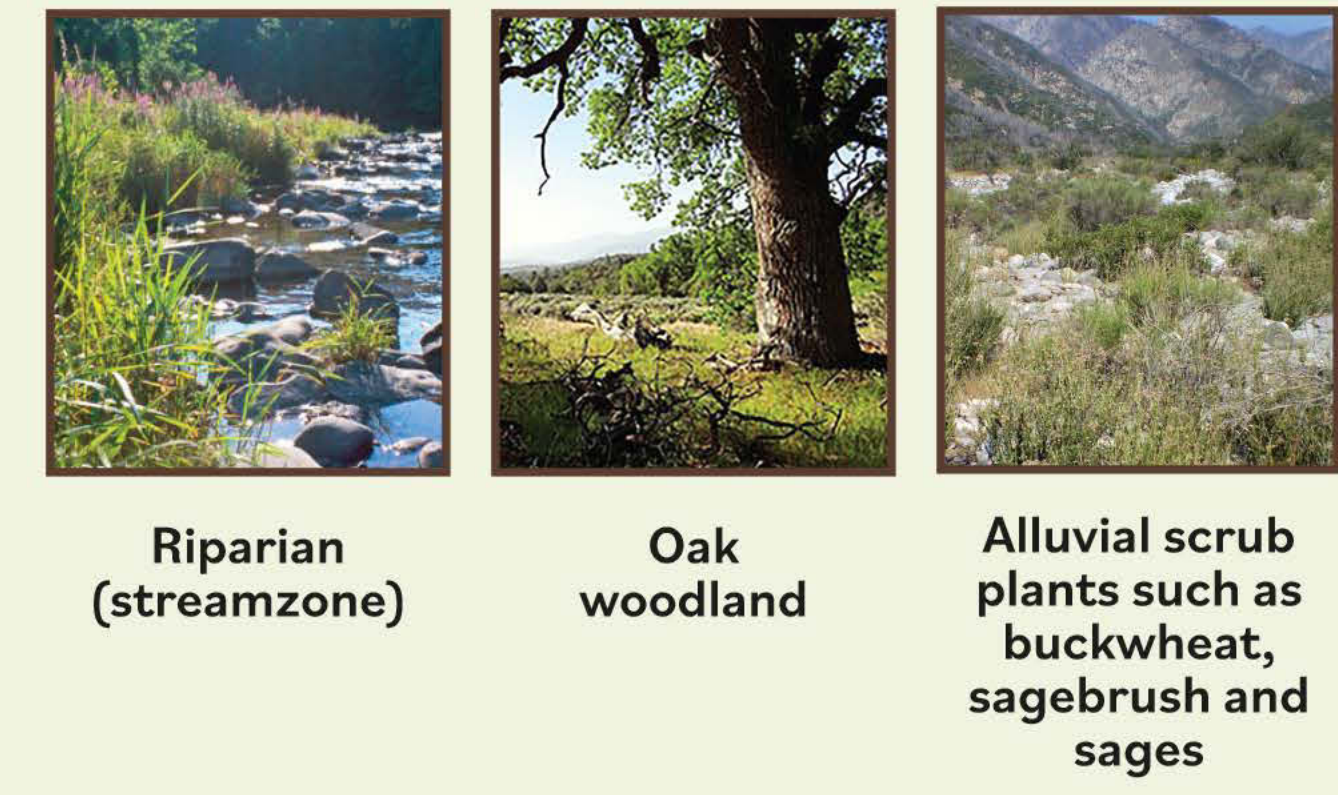 Riparian
(streamzone)
Oak
woodland
Alluvial scrub
plants such as
buckwheat,
sagebrush and
sages